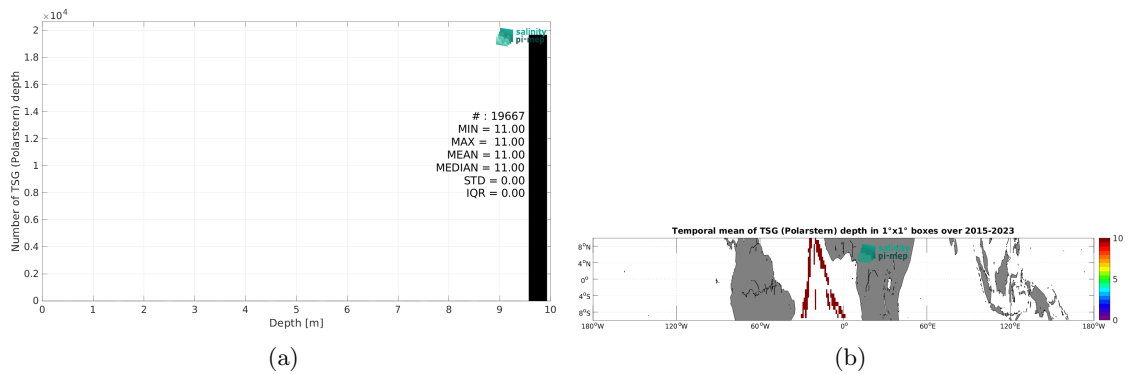 ×10⁴
2
1.8
1.6
1.4
1.2
1
0.8
0.6
0.4
0.2
0
Number of TSG (Polarstern) depth
salinity
pi-mep
# : 19667
MIN = 11.00
MAX = 11.00
MEAN = 11.00
MEDIAN = 11.00
STD = 0.00
IQR = 0.00
0 1 2 3 4 5 6 7 8 9 10
Depth [m]
(a)
Temporal mean of TSG (Polarstern) depth in 1°x1° boxes over 2015-2023
8°N
4°N
0°
4°S
8°S
salinity
pi-mep
180°W 120°W 60°W 0° 60°E 120°E 180°W
10
5
0
(b)